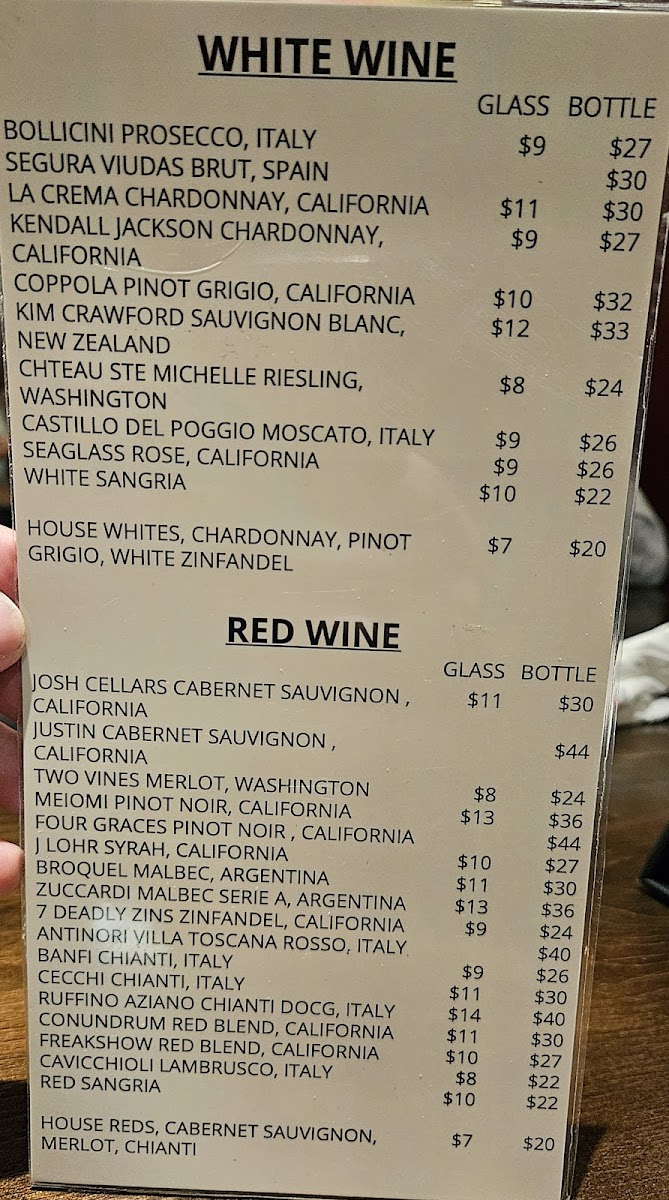 WHITE WINE
GLASS BOTTLE
BOLLICINI PROSECCO, ITALY $9 $27
SEGURA VIUDAS BRUT, SPAIN $30
LA CREMA CHARDONNAY, CALIFORNIA $11 $30
KENDALL JACKSON CHARDONNAY, $9 $27
CALIFORNIA
COPPOLA PINOT GRIGIO, CALIFORNIA $10 $32
KIM CRAWFORD SAUVIGNON BLANC, $12 $33
NEW ZEALAND
CHTEAU STE MICHELLE RIESLING, $8 $24
WASHINGTON
CASTILLO DEL POGGIO MOSCATO, ITALY $9 $26
SEAGLASS ROSE, CALIFORNIA $9 $26
WHITE SANGRIA $10 $22
HOUSE WHITES, CHARDONNAY, PINOT $7 $20
GRIGIO, WHITE ZINFANDEL
RED WINE
GLASS BOTTLE
JOSH CELLARS CABERNET SAUVIGNON , $11 $30
CALIFORNIA
JUSTIN CABERNET SAUVIGNON ,
CALIFORNIA $44
TWO VINES MERLOT, WASHINGTON $8 $24
MEIOMI PINOT NOIR, CALIFORNIA $13 $36
FOUR GRACES PINOT NOIR , CALIFORNIA $44
J LOHR SYRAH, CALIFORNIA $10 $27
BROQUEL MALBEC, ARGENTINA $11 $30
ZUCCARDI MALBEC SERIE A, ARGENTINA $13 $36
7 DEADLY ZINS ZINFANDEL, CALIFORNIA $9 $24
ANTINORI VILLA TOSCANA ROSSO, ITALY $40
BANFI CHIANTI, ITALY $9 $26
CECCHI CHIANTI, ITALY $11 $30
RUFFINO AZIANO CHIANTI DOCG, ITALY $14 $40
CONUNDRUM RED BLEND, CALIFORNIA $11 $30
FREAKSHOW RED BLEND, CALIFORNIA $10 $27
CAVICCHIOLI LAMBRUSCO, ITALY $8 $22
RED SANGRIA $10 $22
HOUSE REDS, CABERNET SAUVIGNON, $7 $20
MERLOT, CHIANTI